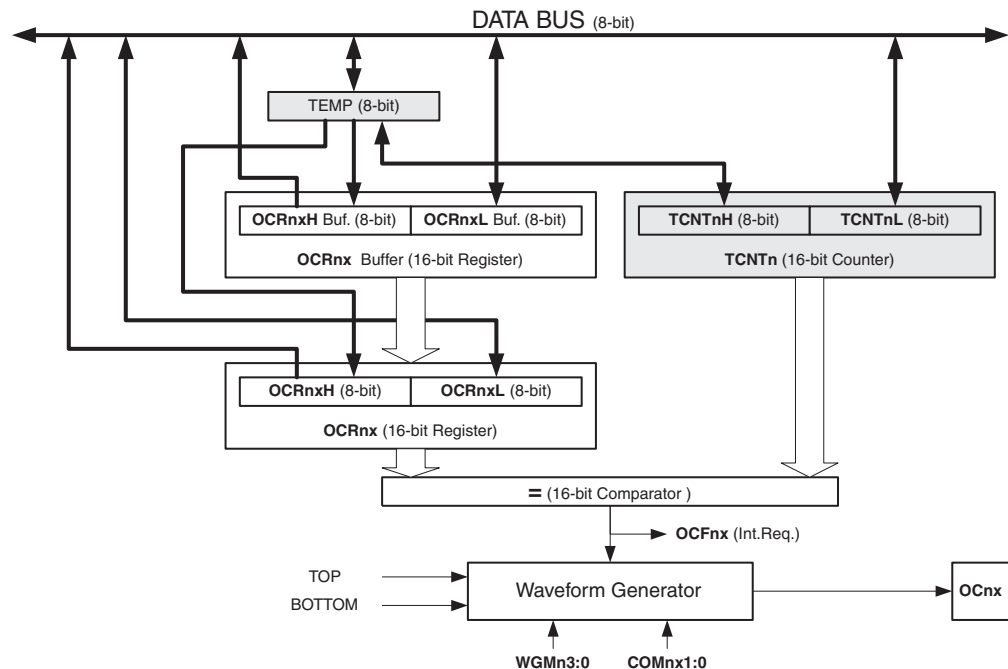 DATA BUS (8-bit)
TEMP (8-bit)
OCRnxH Buf. (8-bit)
OCRnxL Buf. (8-bit)
OCRnx Buffer (16-bit Register)
TCNTnH (8-bit)
TCNTnL (8-bit)
TCNTn (16-bit Counter)
OCRnxH (8-bit)
OCRnxL (8-bit)
OCRnx (16-bit Register)
= (16-bit Comparator )
OCFnx (Int.Req.)
TOP
BOTTOM
Waveform Generator
OCnx
WGMn3:0
COMnx1:0